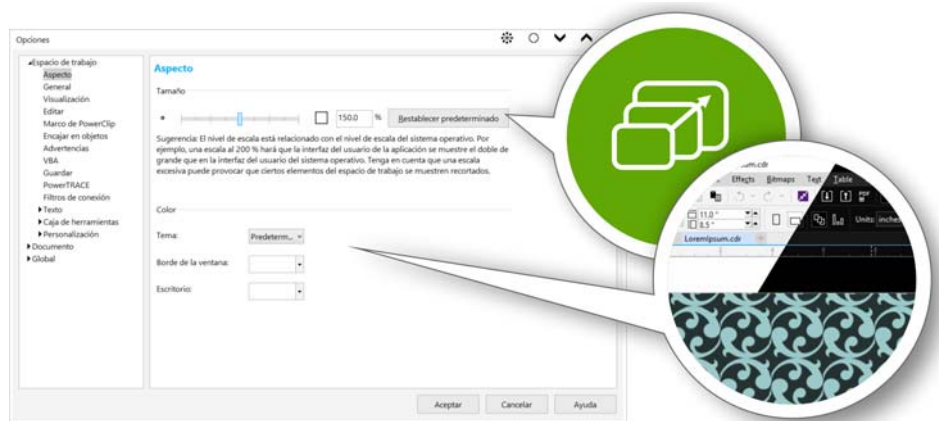 Opciones
Espacio de trabajo
Aspecto
General
Visualización
Editar
Marco de PowerClip
Encajar en objetos
Advertencias
VBA
Guardar
PowerTRACE
Filtros de conexión
Texto
Caja de herramientas
Personalización
Documento
Global
Aspecto
Tamaño
150.0 % Restablecer predeterminado
Sugerencia: El nivel de escala está relacionado con el nivel de escala del sistema operativo. Por
ejemplo, una escala al 200 % hará que la interfaz del usuario de la aplicación se muestre el doble de
grande que en la interfaz del usuario del sistema operativo. Tenga en cuenta que una escala
excesiva puede provocar que ciertos elementos del espacio de trabajo se muestren recortados.
Color
Tema: Predeterm...
Borde de la ventana:
Escritorio:
Aceptar Cancelar Ayuda
sum.cdr
Effects Bitmaps Text Table
PDF
11.0 "
8.5 " Units: inches
LoremIpsum.cdr